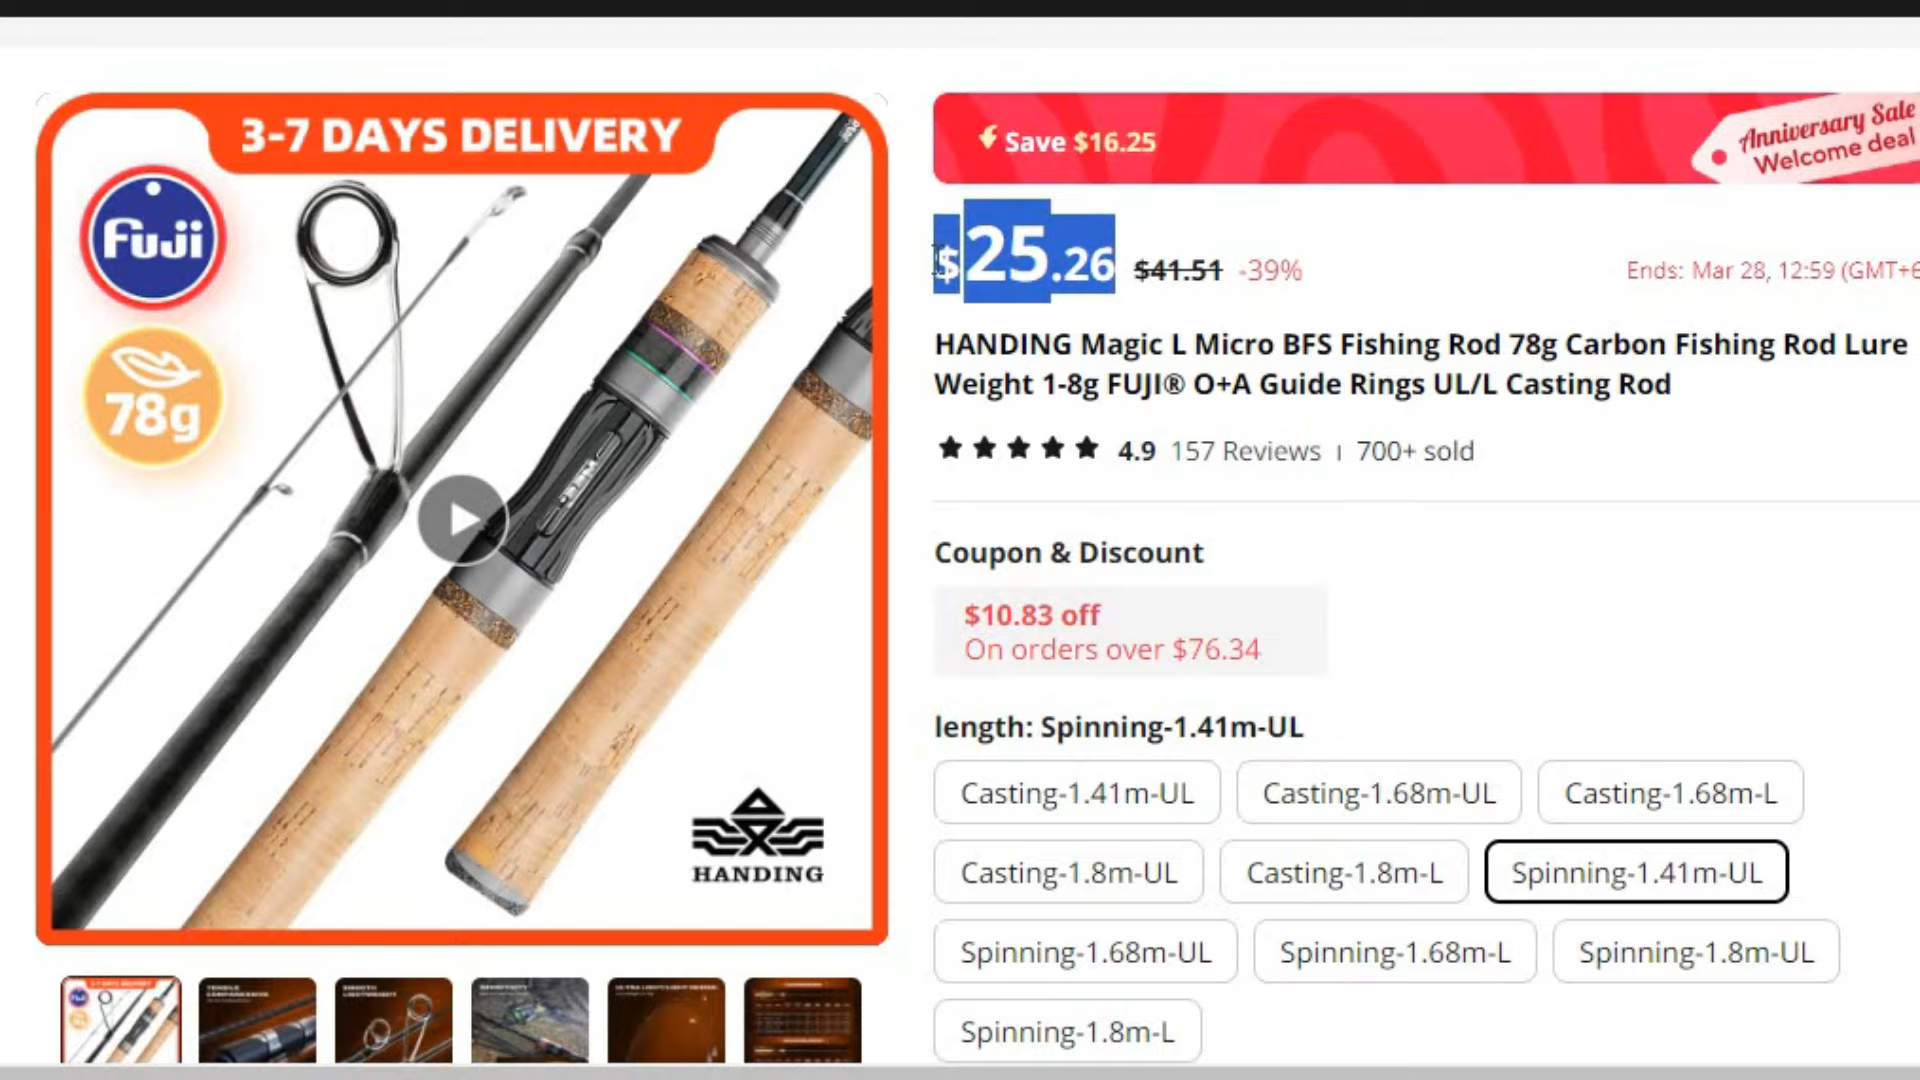 3-7 DAYS DELIVERY
Fuji
78g
HANDING
Save $16.25
Anniversary Sale
Welcome deal
$25.26 $41.51 -39%
Ends: Mar 28, 12:59 (GMT+6
HANDING Magic L Micro BFS Fishing Rod 78g Carbon Fishing Rod Lure
Weight 1-8g FUJI® O+A Guide Rings UL/L Casting Rod
4.9 157 Reviews | 700+ sold
Coupon & Discount
$10.83 off
On orders over $76.34
length: Spinning-1.41m-UL
Casting-1.41m-UL Casting-1.68m-UL Casting-1.68m-L
Casting-1.8m-UL Casting-1.8m-L Spinning-1.41m-UL
Spinning-1.68m-UL Spinning-1.68m-L Spinning-1.8m-UL
Spinning-1.8m-L